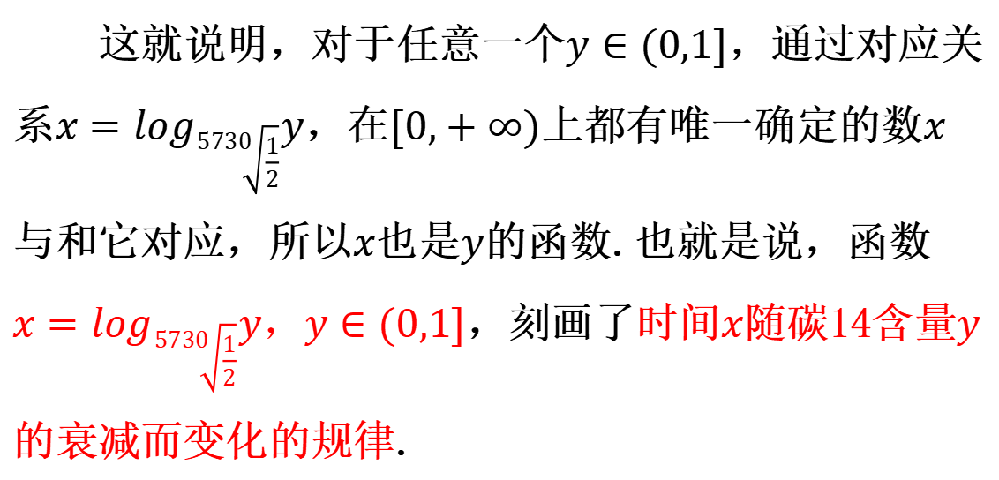 这就说明，对于任意一个$y \in (0,1]$，通过对应关
系$x = log_{\sqrt[5730]{\frac{1}{2}}}y$，在$[0, +\infty)$上都有唯一确定的数$x$
与和它对应，所以$x$也是$y$的函数. 也就是说，函数
$x = log_{\sqrt[5730]{\frac{1}{2}}}y$，$y \in (0,1]$，刻画了时间$x$随碳14含量$y$
的衰减而变化的规律.